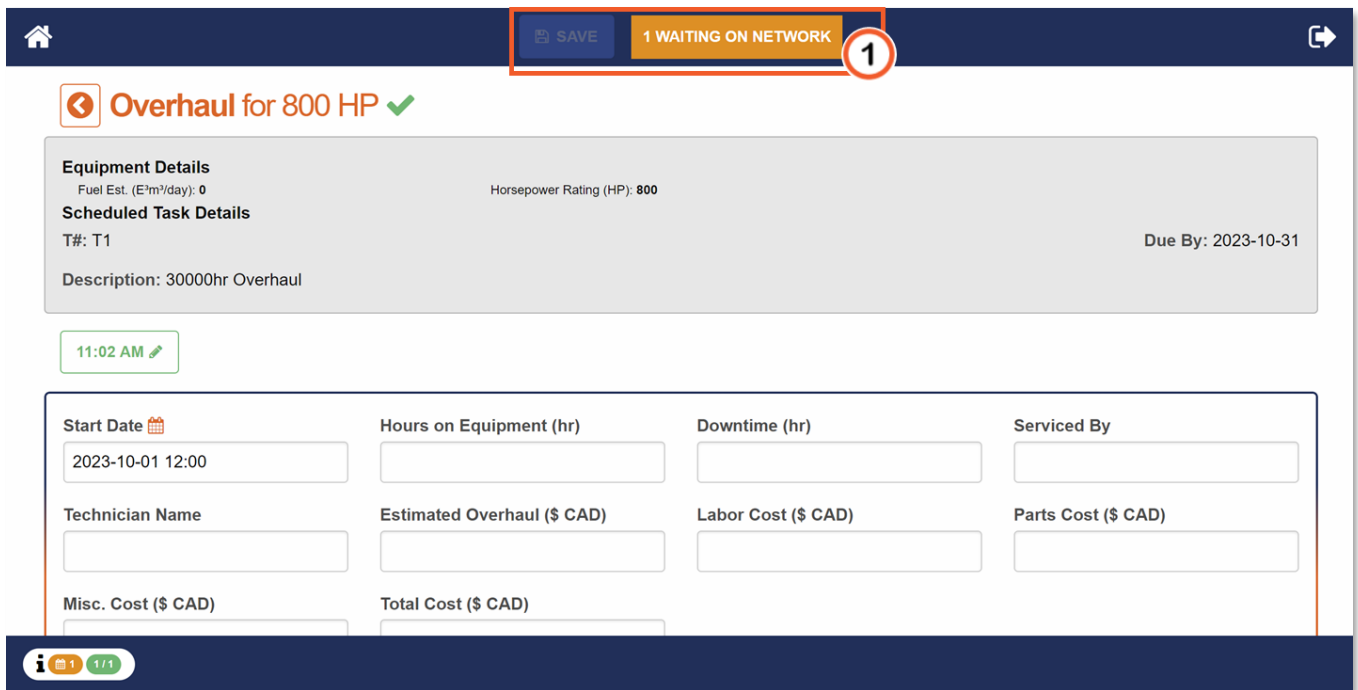 SAVE 1 WAITING ON NETWORK
1
Overhaul for 800 HP
Equipment Details
Fuel Est. (E³m³/day): 0 Horsepower Rating (HP): 800
Scheduled Task Details
T#: T1 Due By: 2023-10-31
Description: 30000hr Overhaul
11:02 AM
Start Date Hours on Equipment (hr) Downtime (hr) Serviced By
2023-10-01 12:00
Technician Name Estimated Overhaul ($ CAD) Labor Cost ($ CAD) Parts Cost ($ CAD)
Misc. Cost ($ CAD) Total Cost ($ CAD)
i 1 1/1